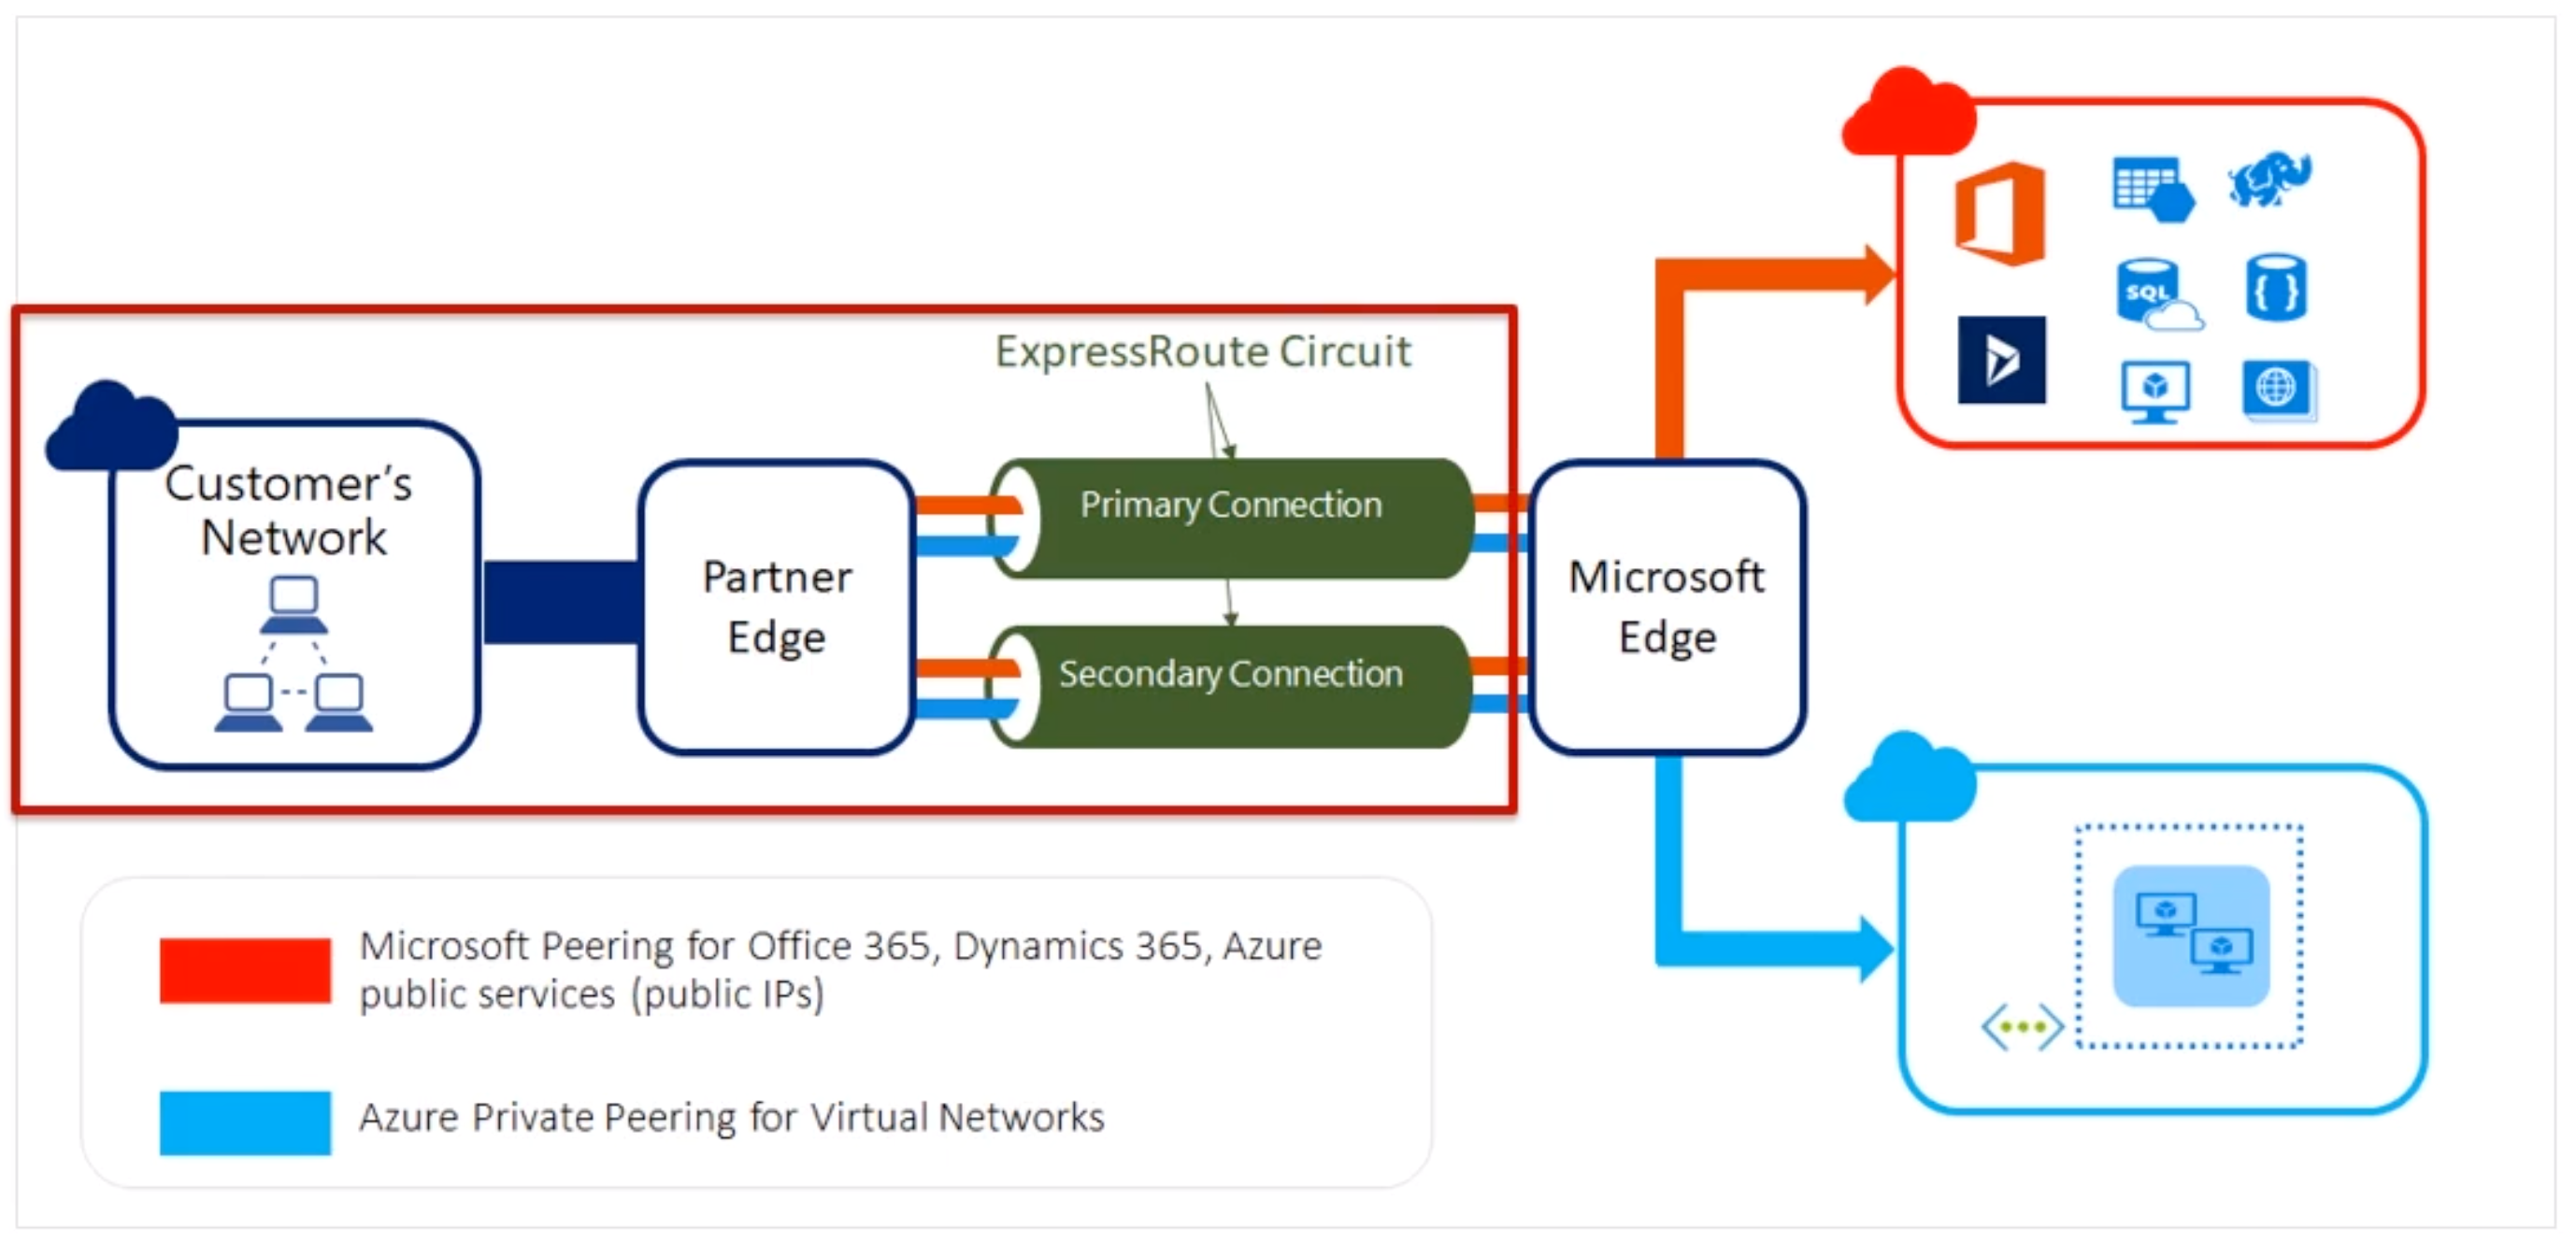 ExpressRoute Circuit
Customer's
Network
Partner
Edge
Primary Connection
Secondary Connection
Microsoft
Edge
SQL
Microsoft Peering for Office 365, Dynamics 365, Azure
public services (public IPs)
Azure Private Peering for Virtual Networks